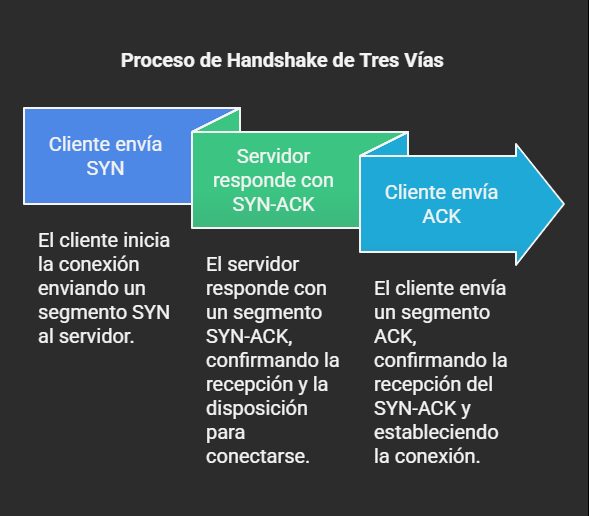 Proceso de Handshake de Tres Vías
Cliente envía
SYN
Servidor
responde con
SYN-ACK
Cliente envía
ACK
El cliente inicia
la conexión
enviando un
segmento SYN
al servidor.
El servidor
responde con
un segmento
SYN-ACK,
confirmando la
recepción y la
disposición
para
conectarse.
El cliente envía
un segmento
ACK,
confirmando la
recepción del
SYN-ACK y
estableciendo
la conexión.